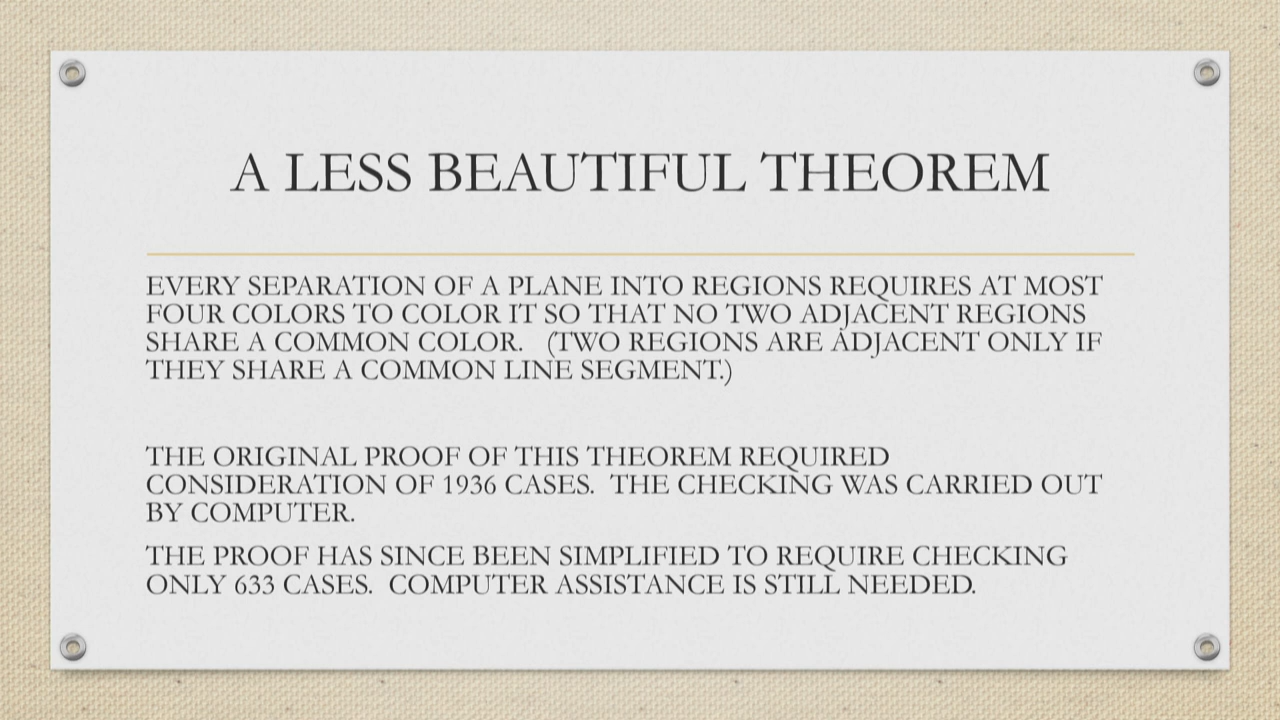 A LESS BEAUTIFUL THEOREM
EVERY SEPARATION OF A PLANE INTO REGIONS REQUIRES AT MOST
FOUR COLORS TO COLOR IT SO THAT NO TWO ADJACENT REGIONS
SHARE A COMMON COLOR. (TWO REGIONS ARE ADJACENT ONLY IF
THEY SHARE A COMMON LINE SEGMENT.)
THE ORIGINAL PROOF OF THIS THEOREM REQUIRED
CONSIDERATION OF 1936 CASES. THE CHECKING WAS CARRIED OUT
BY COMPUTER.
THE PROOF HAS SINCE BEEN SIMPLIFIED TO REQUIRE CHECKING
ONLY 633 CASES. COMPUTER ASSISTANCE IS STILL NEEDED.